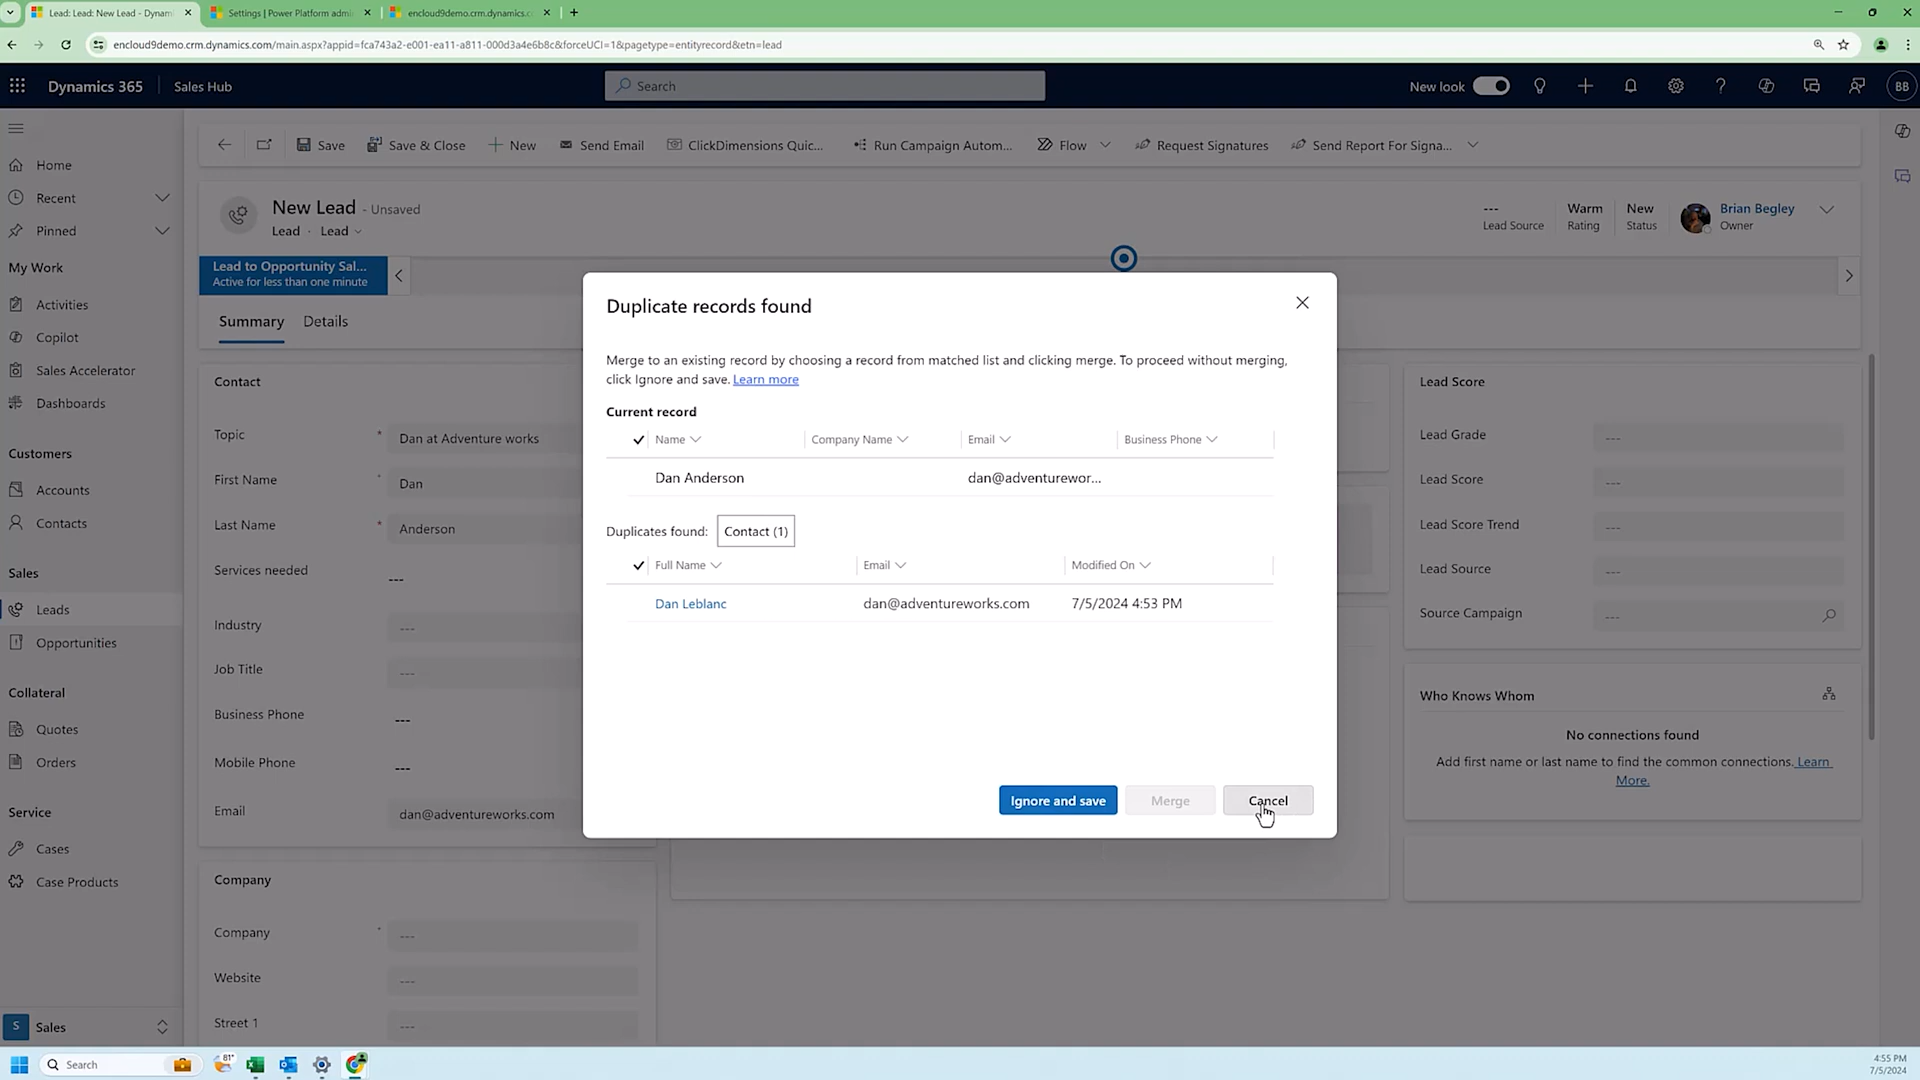 Lead: Lead: New Lead - Dynami
Settings | Power Platform admi
encloud9demo.crm.dynamics.c
encloud9demo.crm.dynamics.com/main.aspx?appid=fca743a2-e001-ea11-a811-000d3a4e6b8c&forceUCI=1&pagetype=entityrecord&etn=lead
Dynamics 365
Sales Hub
Search
New look
BB
Save
Save & Close
New
Send Email
ClickDimensions Quic...
Run Campaign Autom...
Flow
Request Signatures
Send Report For Signa...
Home
Recent
Pinned
My Work
Activities
Copilot
Sales Accelerator
Dashboards
Customers
Accounts
Contacts
Sales
Leads
Opportunities
Collateral
Quotes
Orders
Service
Cases
Case Products
S Sales
New Lead - Unsaved
Lead · Lead
---
Lead Source
Warm
Rating
New
Status
Brian Begley
Owner
Lead to Opportunity Sal...
Active for less than one minute
Summary
Details
Contact
Topic * Dan at Adventure works
First Name * Dan
Last Name * Anderson
Services needed ---
Industry ---
Job Title ---
Business Phone ---
Mobile Phone ---
Email dan@adventureworks.com
Company
Company * ---
Website ---
Street 1 ---
Duplicate records found
Merge to an existing record by choosing a record from matched list and clicking merge. To proceed without merging,
click Ignore and save. Learn more
Current record
Name Company Name Email Business Phone
Dan Anderson dan@adventurewor...
Duplicates found: Contact (1)
Full Name Email Modified On
Dan Leblanc dan@adventureworks.com 7/5/2024 4:53 PM
Ignore and save
Merge
Cancel
Lead Score
Lead Grade ---
Lead Score ---
Lead Score Trend ---
Lead Source ---
Source Campaign ---
Who Knows Whom
No connections found
Add first name or last name to find the common connections. Learn
More.
Search
81°
4:55 PM
7/5/2024